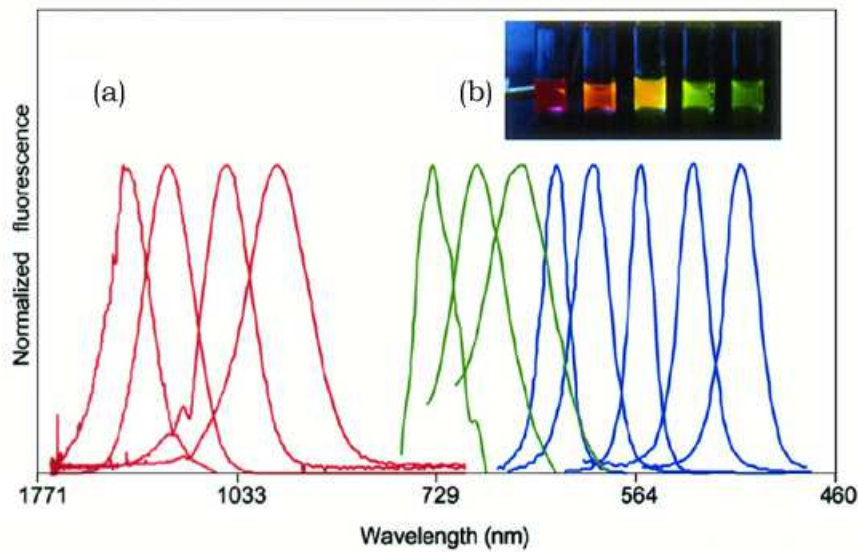 (a)
(b)
Normalized fluorescence
1771
1033
729
564
460
Wavelength (nm)